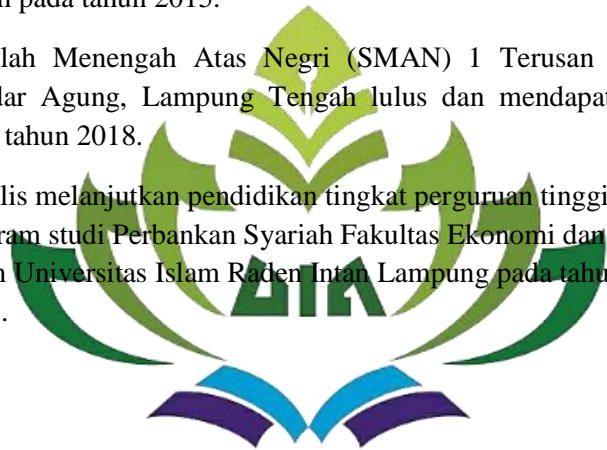 pada tahun 2015.
lah Menengah Atas Negri (SMAN) 1 Terusan
dar Agung, Lampung Tengah lulus dan mendapat
tahun 2018.
lis melanjutkan pendidikan tingkat perguruan tinggi
ram studi Perbankan Syariah Fakultas Ekonomi dan
Universitas Islam Raden Intan Lampung pada tahu
.